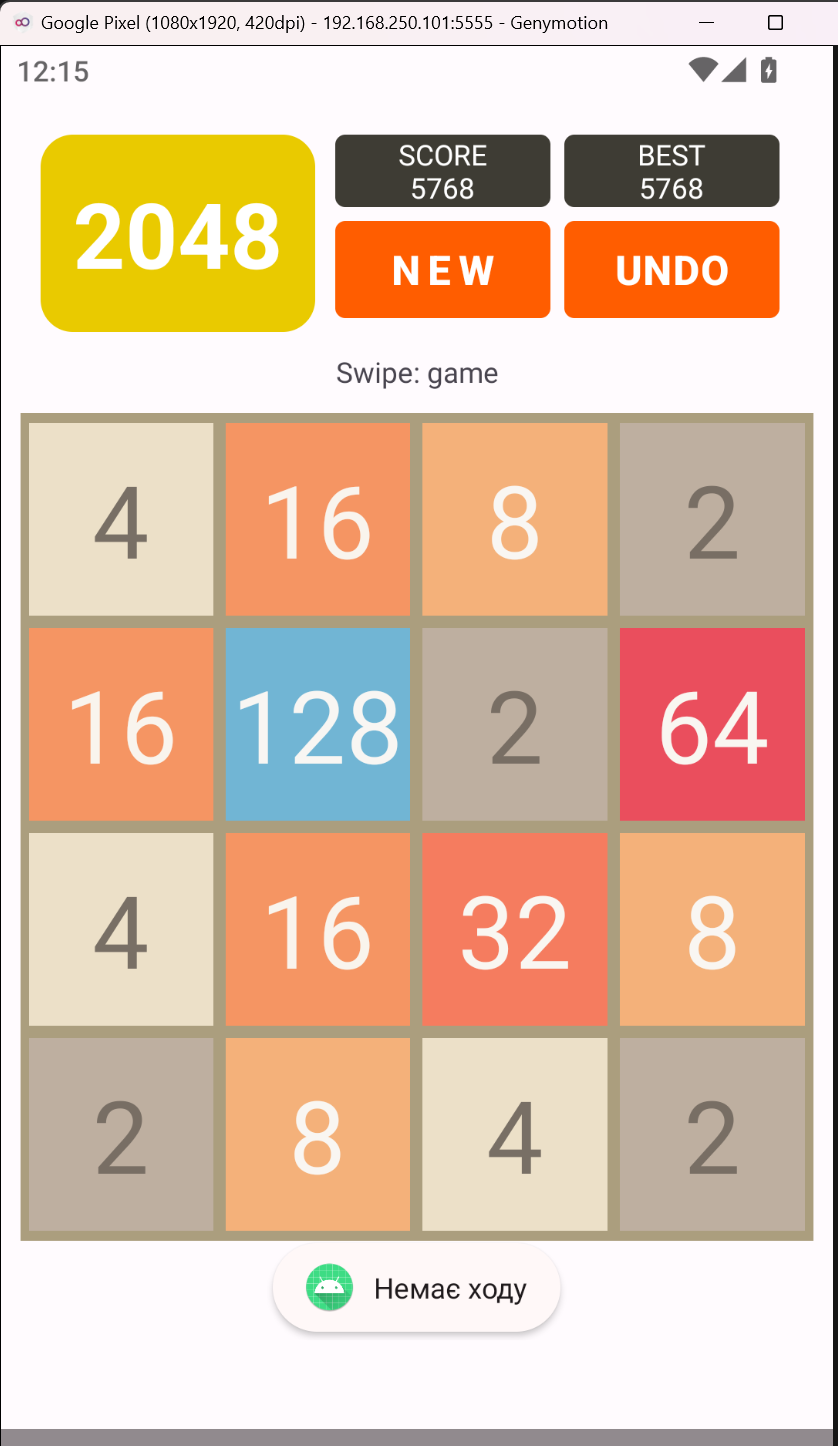 Google Pixel (1080x1920, 420dpi) - 192.168.250.101:5555 - Genymotion
12:15
2048
SCORE
5768
BEST
5768
NEW
UNDO
Swipe: game
4 16 8 2
16 128 2 64
4 16 32 8
2 8 4 2
Немає ходу